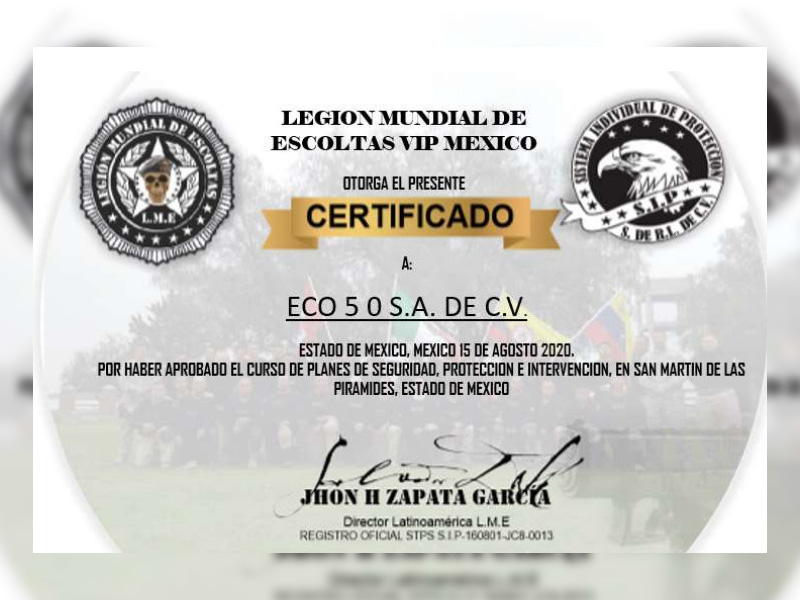 LEGION MUNDIAL DE
ESCOLTAS VIP MEXICO
LEGION MUNDIAL DE ESCOLTAS
L.M.E
SISTEMA INDIVIDUAL DE PROTECCION
S.I.P.
S. DE R.L. DE C.V.
OTORGA EL PRESENTE
CERTIFICADO
A:
ECO 5 0 S.A. DE C.V.
ESTADO DE MEXICO, MEXICO 15 DE AGOSTO 2020.
POR HABER APROBADO EL CURSO DE PLANES DE SEGURIDAD, PROTECCION E INTERVENCION, EN SAN MARTIN DE LAS
PIRAMIDES, ESTADO DE MEXICO
JHON H ZAPATA GARCÍA
Director Latinoamérica L.M.E
REGISTRO OFICIAL STPS S.I.P-160801-JC8-0013